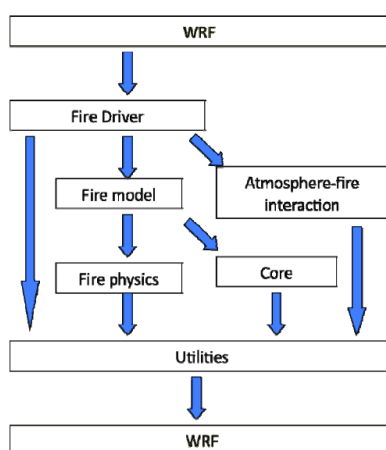 WRF
Fire Driver
Fire model
Atmosphere-fire
interaction
Fire physics
Core
Utilities
WRF